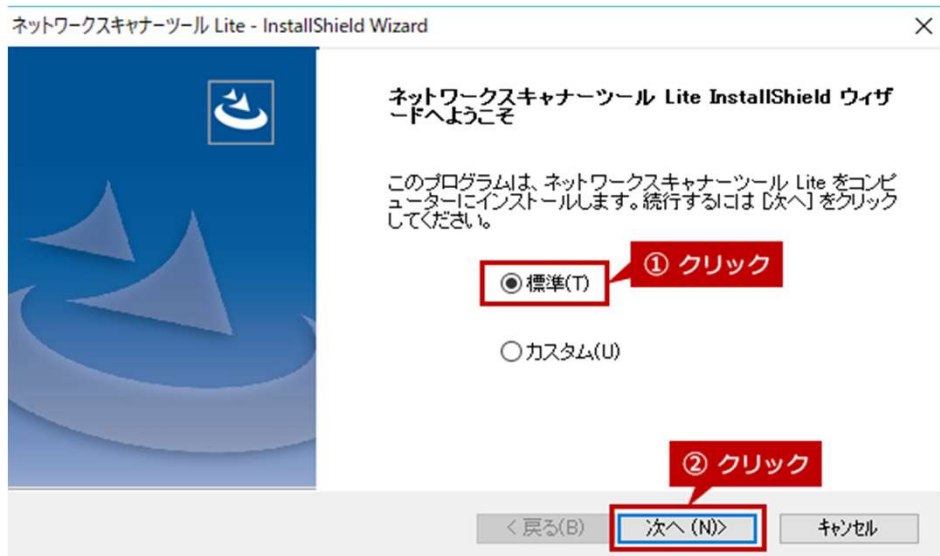 ネットワークスキャナーツール Lite - InstallShield Wizard
ネットワークスキャナーツール Lite InstallShield ウィザ
ードへようこそ
このプログラムは、ネットワークスキャナーツール Lite をコンピ
ューターにインストールします。続行するには [次へ] をクリック
してください。
① クリック
標準(T)
カスタム(U)
② クリック
< 戻る(B)
次へ (N)>
キャンセル